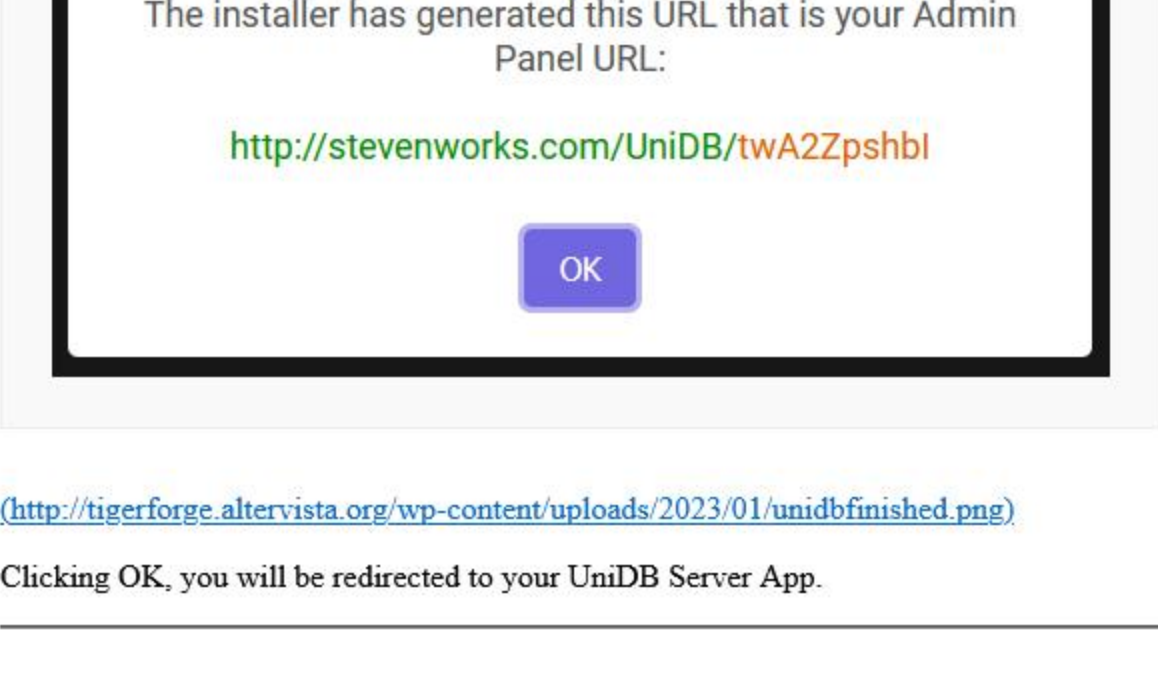 The installer has generated this URL that is your Admin
Panel URL:
http://stevenworks.com/UniDB/twA2ZpshbI
OK
(http://tigerforge.altervista.org/wp-content/uploads/2023/01/unidbfinished.png)
Clicking OK, you will be redirected to your UniDB Server App.